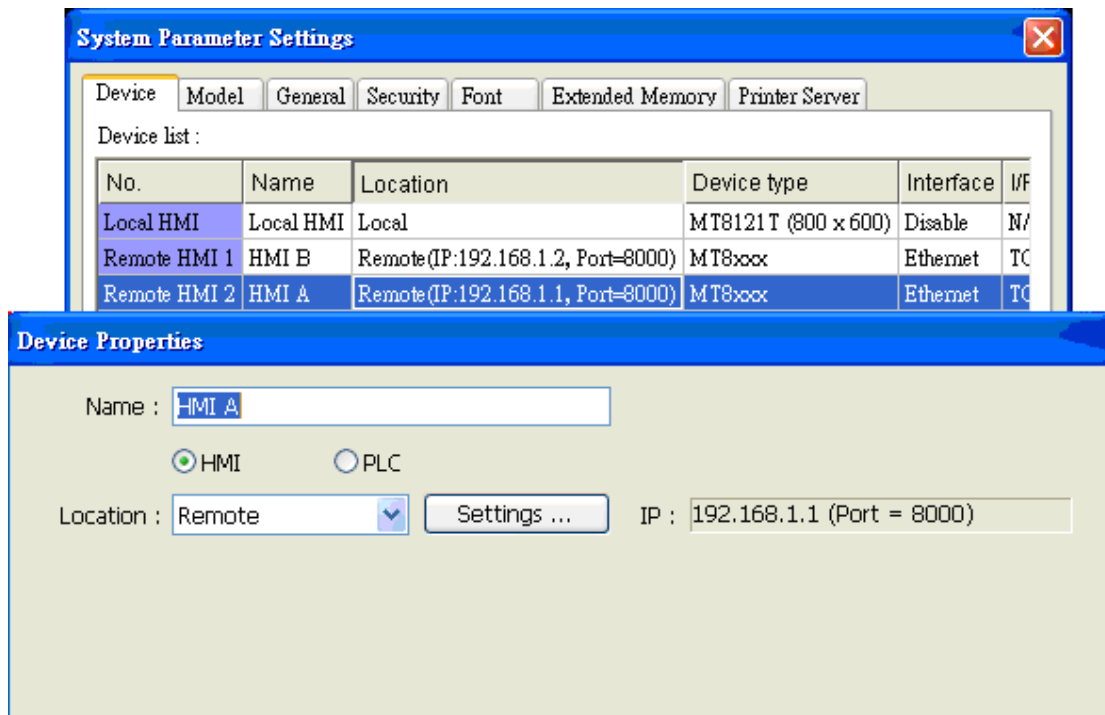 System Parameter Settings
Device Model General Security Font Extended Memory Printer Server
Device list :
No. Name Location Device type Interface I/F
Local HMI Local HMI Local MT8121T (800 x 600) Disable N/
Remote HMI 1 HMI B Remote(IP:192.168.1.2, Port=8000) MT8xxx Ethernet TC
Remote HMI 2 HMI A Remote(IP:192.168.1.1, Port=8000) MT8xxx Ethernet TC
Device Properties
Name : HMI A
HMI PLC
Location : Remote Settings ... IP : 192.168.1.1 (Port = 8000)